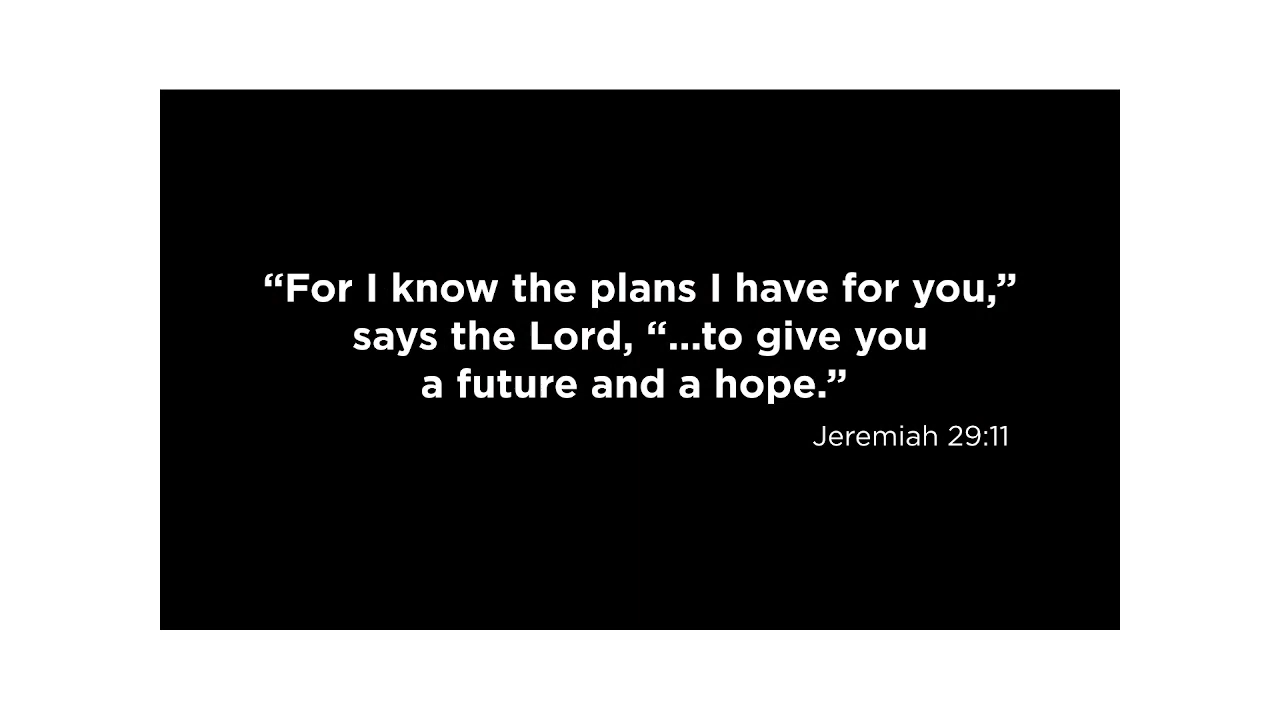 “For I know the plans I have for you,”
says the Lord, “...to give you
a future and a hope.”
Jeremiah 29:11